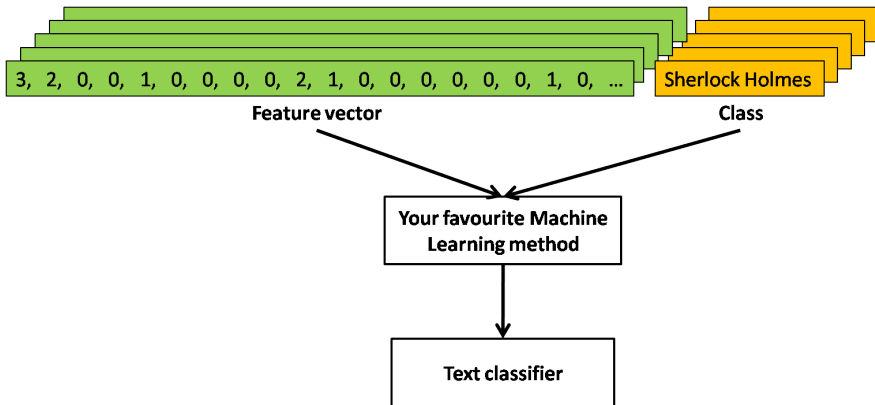 3, 2, 0, 0, 1, 0, 0, 0, 0, 2, 1, 0, 0, 0, 0, 0, 0, 1, 0, ...
Sherlock Holmes
Feature vector
Class
Your favourite Machine
Learning method
Text classifier